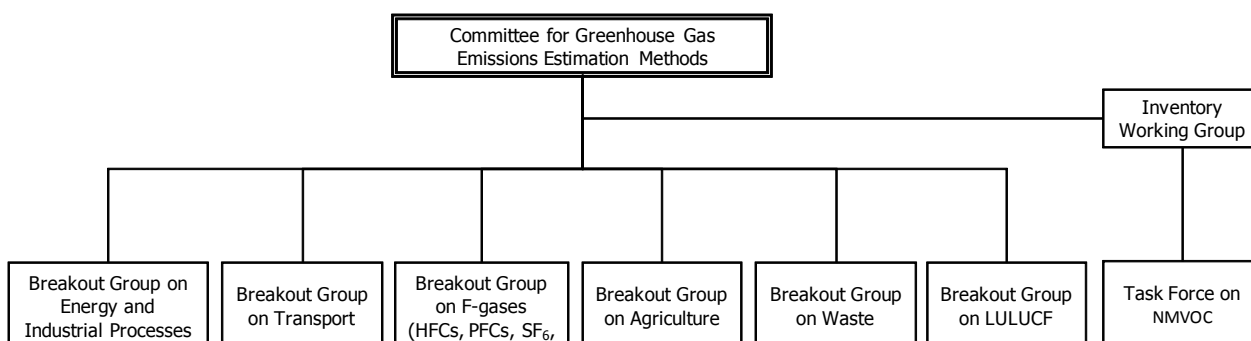 Committee for Greenhouse Gas
Emissions Estimation Methods
Inventory
Working Group
Breakout Group on
Energy and
Industrial Processes
Breakout Group
on Transport
Breakout Group
on F-gases
(HFCs, PFCs, SF₆,
Breakout Group
on Agriculture
Breakout Group
on Waste
Breakout Group
on LULUCF
Task Force on
NMVOC